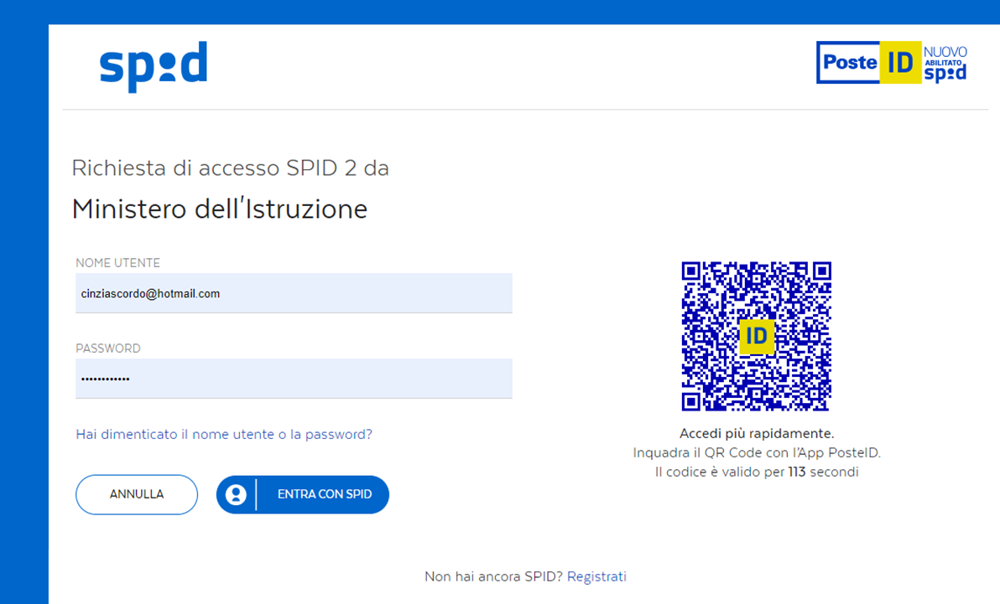 spid
Poste ID NUOVO
ABILITATO
spid
Richiesta di accesso SPID 2 da
Ministero dell'Istruzione
NOME UTENTE
cinziascordo@hotmail.com
PASSWORD
••••••••••••
Hai dimenticato il nome utente o la password?
ANNULLA
ENTRA CON SPID
ID
Accedi più rapidamente.
Inquadra il QR Code con l'App PosteID.
Il codice è valido per 113 secondi
Non hai ancora SPID? Registrati